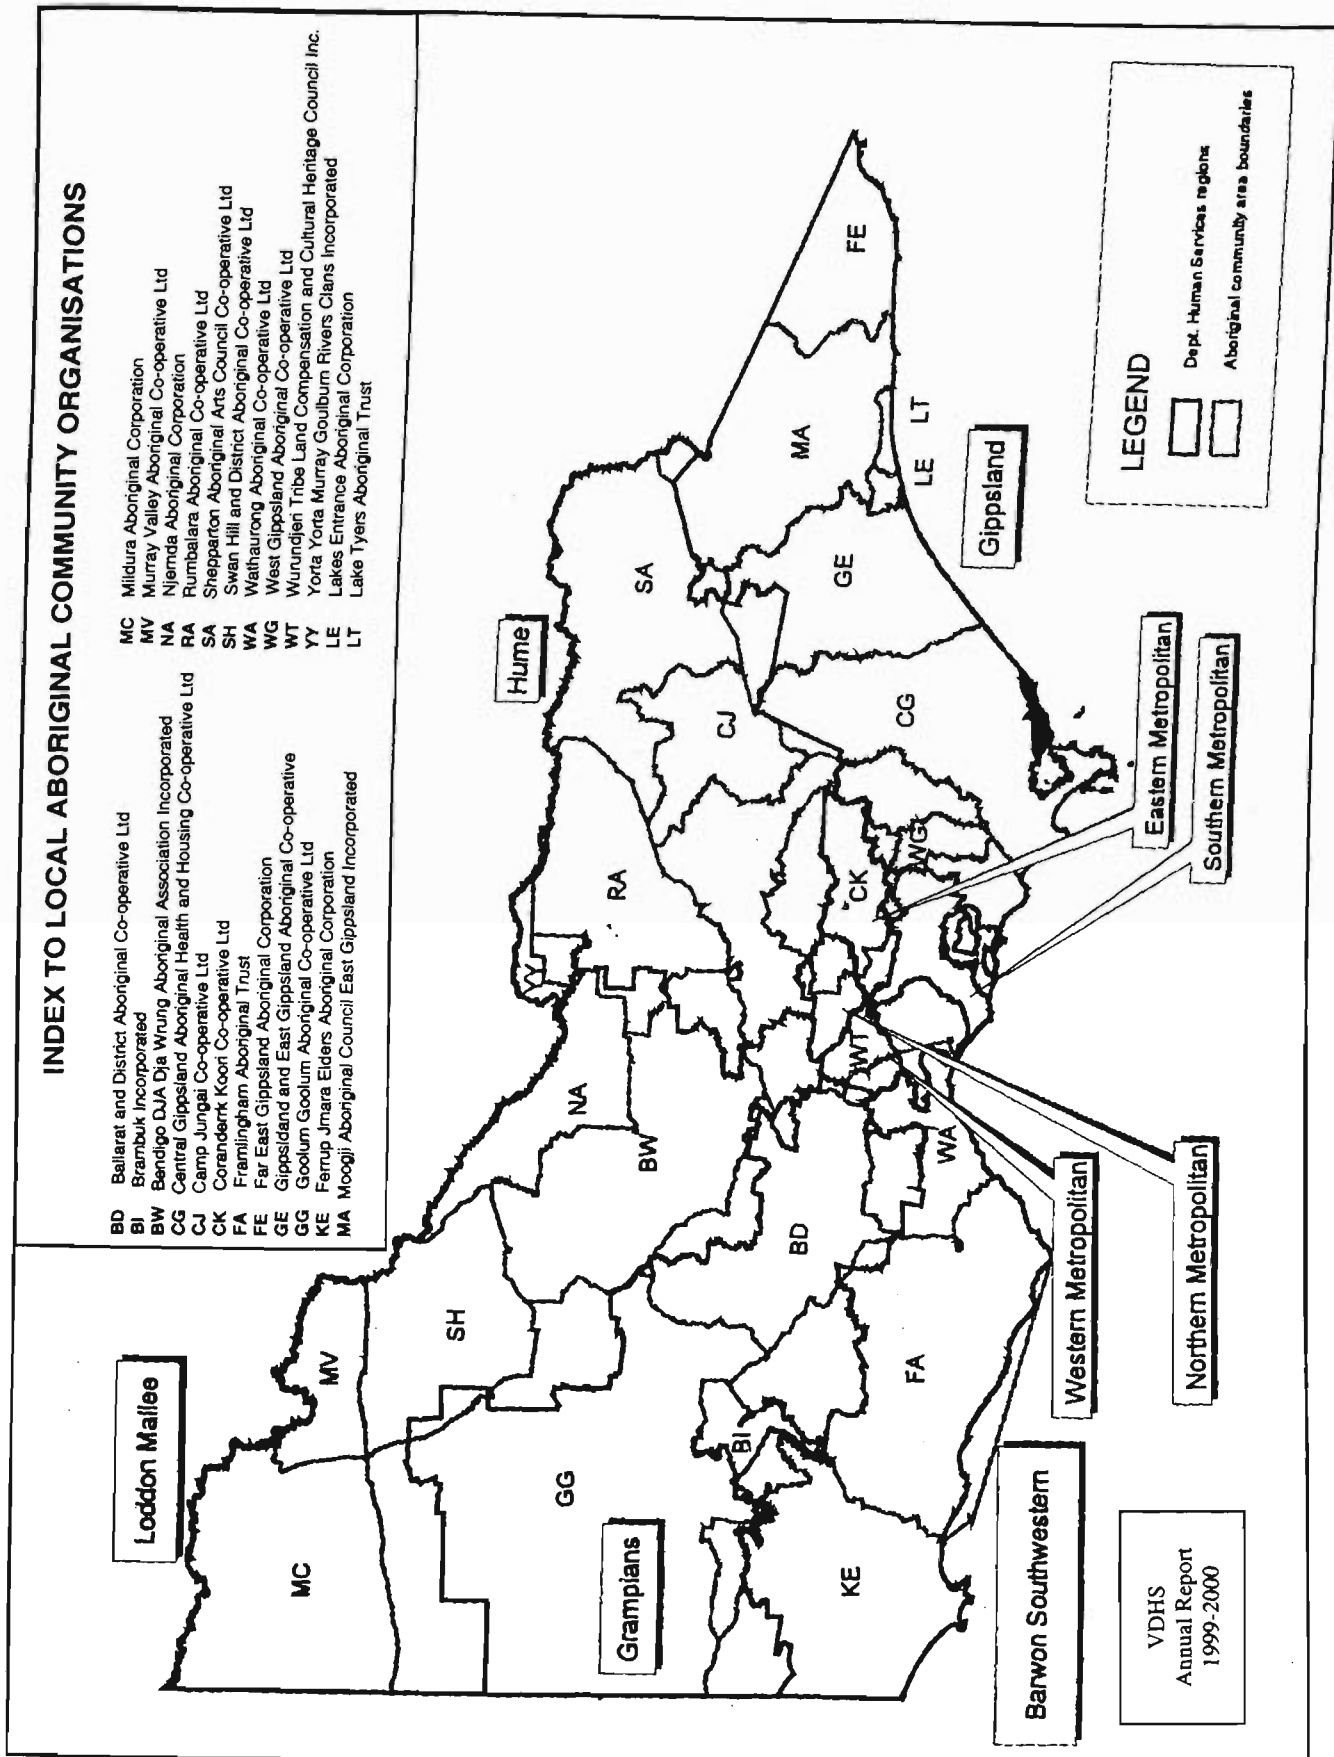 INDEX TO LOCAL ABORIGINAL COMMUNITY ORGANISATIONS
BD Ballarat and District Aboriginal Co-operative Ltd
BI Brambuk Incorporated
BW Bendigo DJA Dja Wrung Aboriginal Association Incorporated
CG Central Gippsland Aboriginal Health and Housing Co-operative Ltd
CJ Camp Jungai Co-operative Ltd
CK Coranderrk Koori Co-operative Ltd
FA Framlingham Aboriginal Trust
FE Far East Gippsland Aboriginal Corporation
GE Gippsldand and East Gippsland Aboriginal Co-operative
GG Goolum Goolum Aboriginal Co-operative Ltd
KE Ferrup Jmara Elders Aboriginal Corporation
MA Moogji Aboriginal Council East Gippsland Incorporated
MC Mildura Aboriginal Corporation
MV Murray Valley Aboriginal Co-operative Ltd
NA Njernda Aboriginal Corporation
RA Rumbalara Aboriginal Co-operative Ltd
SA Shepparton Aboriginal Arts Council Co-operative Ltd
SH Swan Hill and District Aboriginal Co-operative Ltd
WA Wathaurong Aboriginal Co-operative Ltd
WG West Gippsland Aboriginal Co-operative Ltd
WT Wurundjeri Tribe Land Compensation and Cultural Heritage Council Inc.
YY Yorta Yorta Murray Goulburn Rivers Clans Incorporated
LE Lakes Entrance Aboriginal Corporation
LT Lake Tyers Aboriginal Trust
Loddon Mallee
Hume
MC
MV
SH
NA
YY
RA
SA
BW
GG
Grampians
CJ
MA
FE
BI
BD
WT
CK
WG
CG
GE
LE
LT
Gippsland
KE
FA
WA
Barwon Southwestern
Western Metropolitan
Northern Metropolitan
Eastern Metropolitan
Southern Metropolitan
LEGEND
Dept. Human Services regions
Aboriginal community area boundaries
VDHS
Annual Report
1999-2000